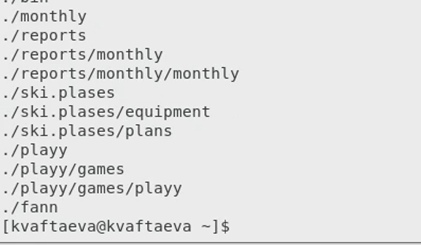 ./bin
./monthly
./reports
./reports/monthly
./reports/monthly/monthly
./ski.plases
./ski.plases/equipment
./ski.plases/plans
./playy
./playy/games
./playy/games/playy
./fann
[kvaftaeva@kvaftaeva ~]$